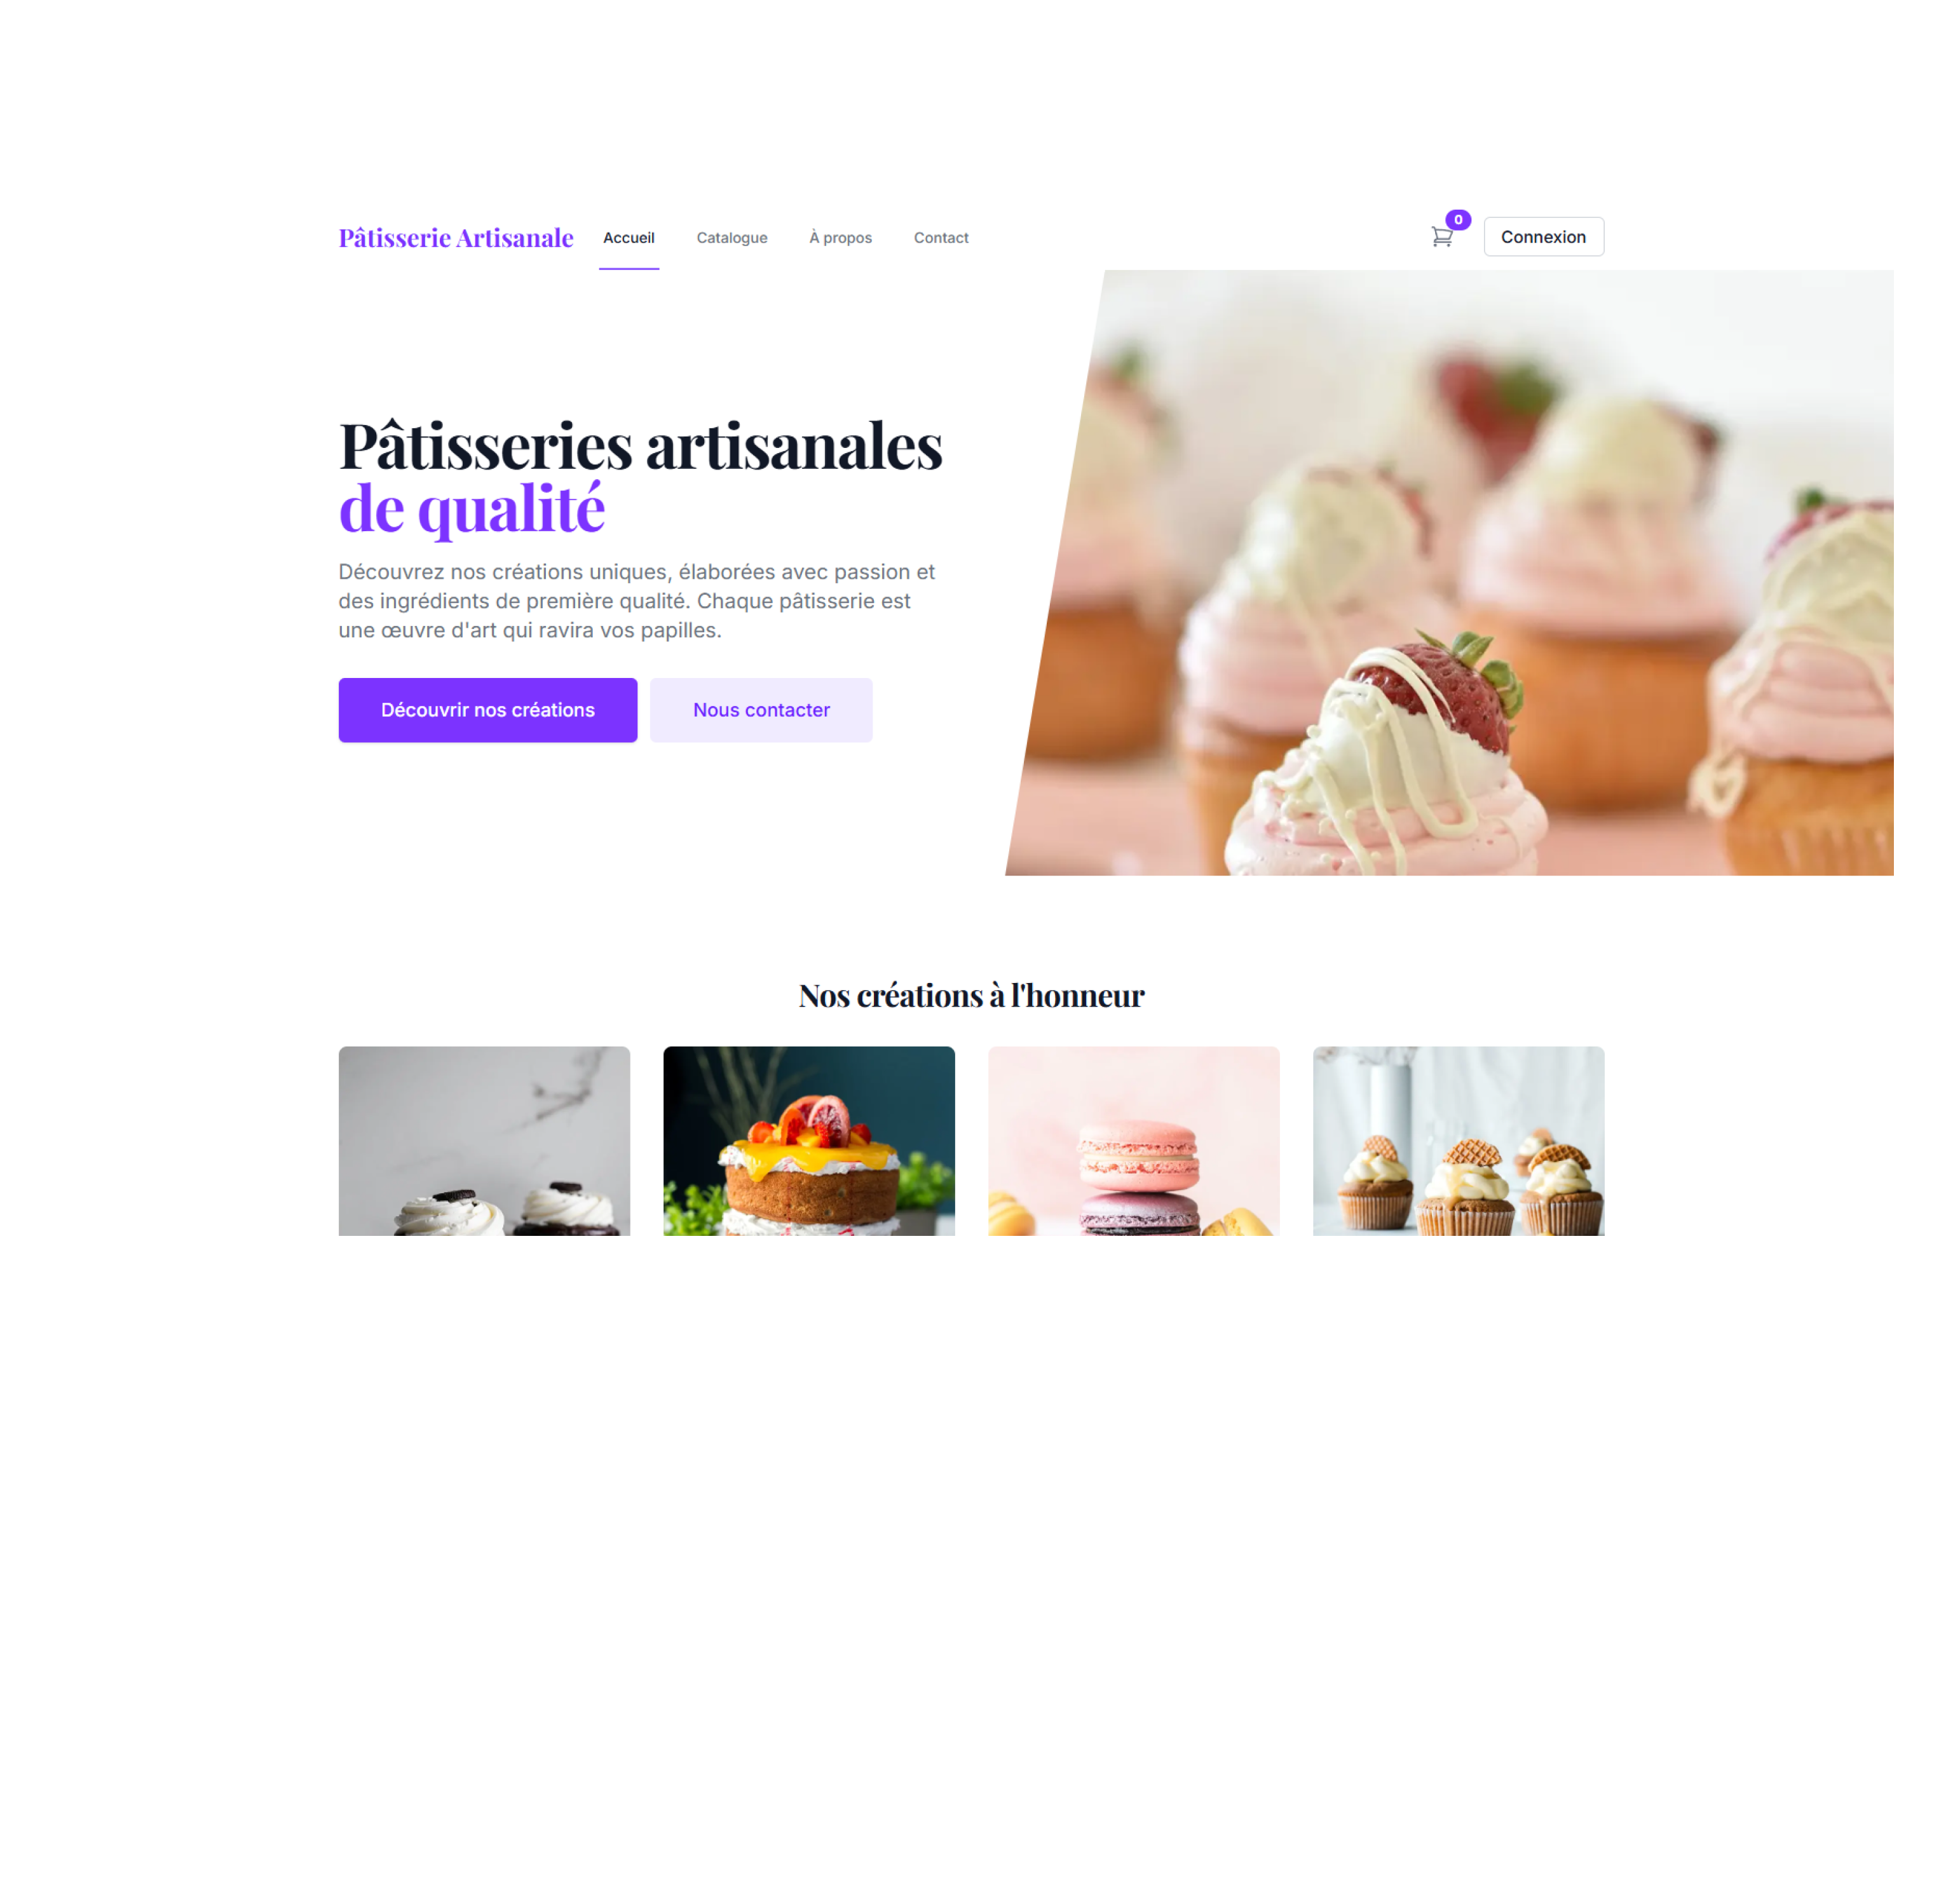 Pâtisserie Artisanale
Accueil
Catalogue
À propos
Contact
0
Connexion
Pâtisseries artisanales
de qualité
Découvrez nos créations uniques, élaborées avec passion et
des ingrédients de première qualité. Chaque pâtisserie est
une œuvre d'art qui ravira vos papilles.
Découvrir nos créations
Nous contacter
Nos créations à l'honneur